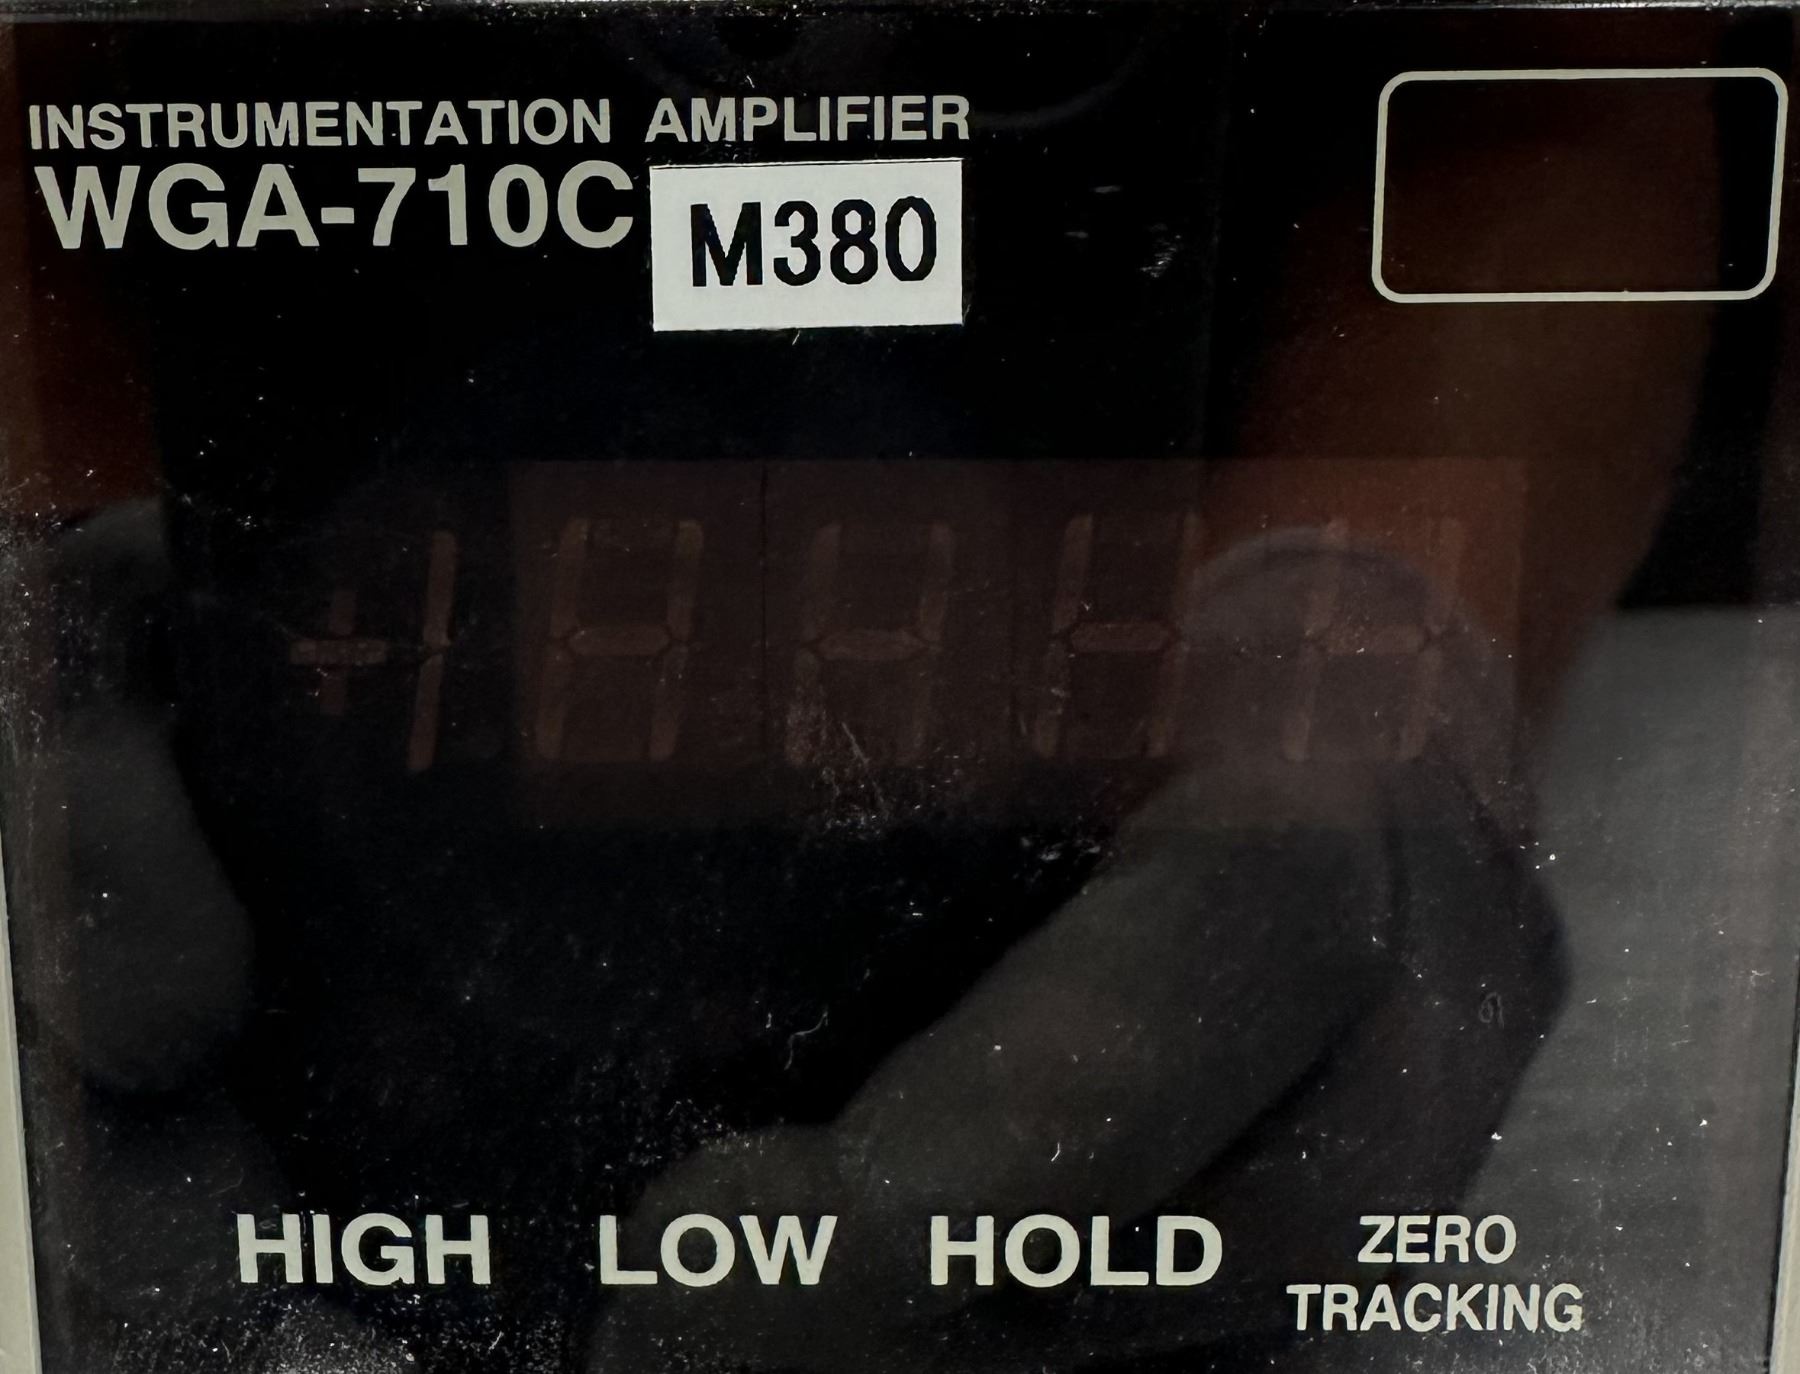 INSTRUMENTATION AMPLIFIER
WGA-710C M380
HIGH LOW HOLD ZERO TRACKING